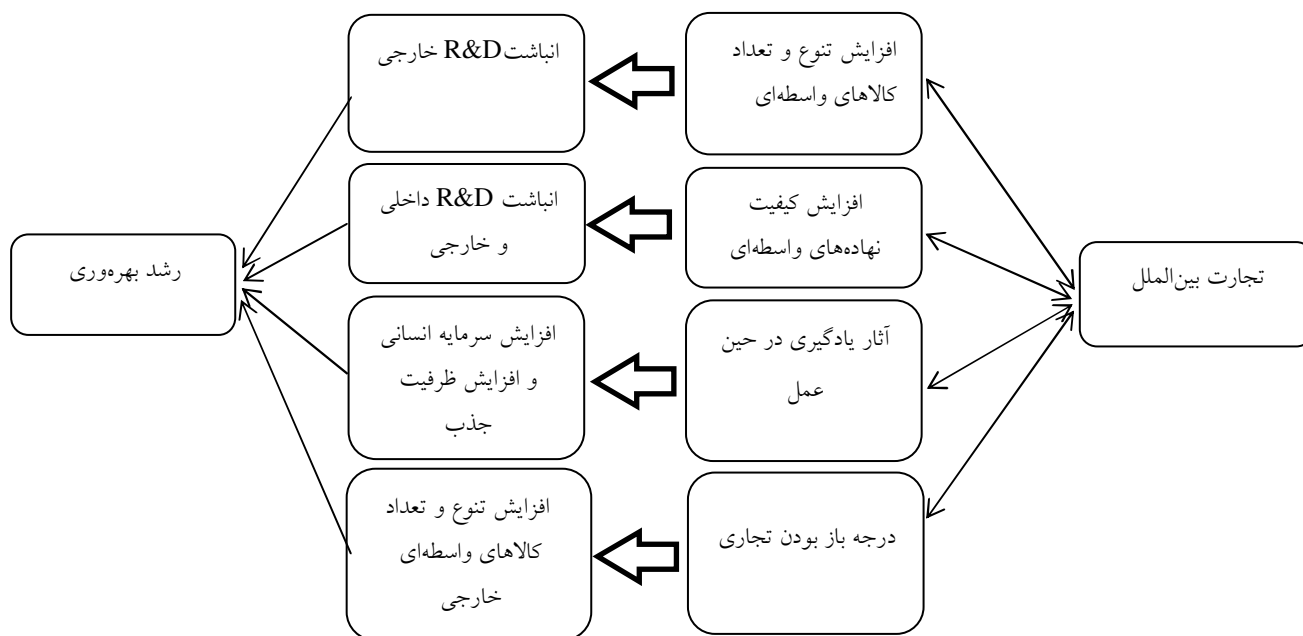 تجارت بین‌الملل
افزایش تنوع و تعداد
کالاهای واسطه‌ای
افزایش کیفیت
نهاده‌های واسطه‌ای
آثار یادگیری در حین
عمل
درجه باز بودن تجاری
انباشت R&D خارجی
انباشت R&D داخلی
و خارجی
افزایش سرمایه انسانی
و افزایش ظرفیت
جذب
افزایش تنوع و تعداد
کالاهای واسطه‌ای
خارجی
رشد بهره‌وری